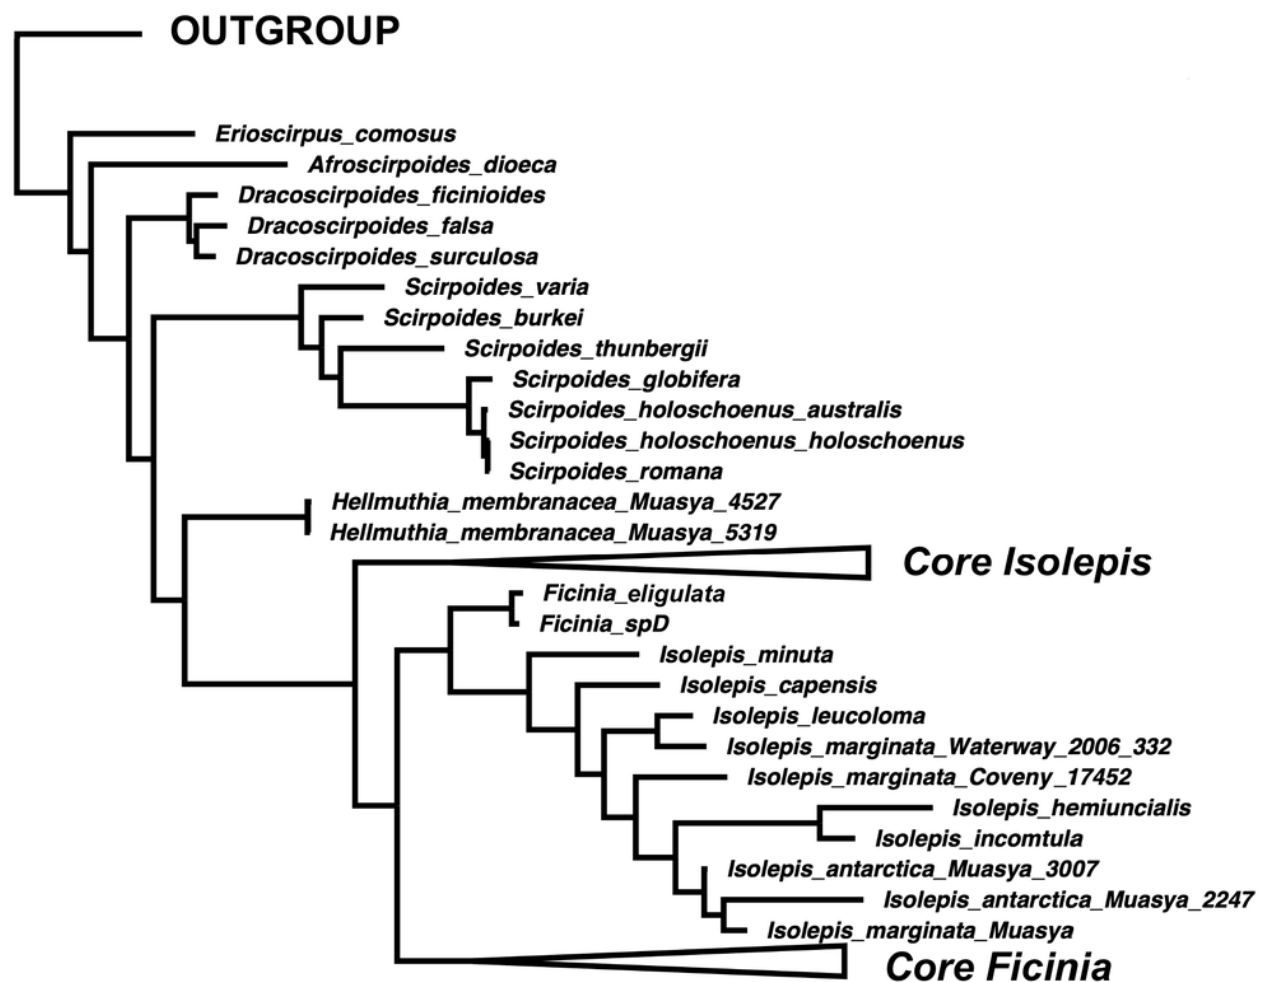 OUTGROUP
Erioscirpus_comosus
Afroscirpoides_dioeca
Dracoscirpoides_ficinioides
Dracoscirpoides_falsa
Dracoscirpoides_surculosa
Scirpoides_varia
Scirpoides_burkei
Scirpoides_thunbergii
Scirpoides_globifera
Scirpoides_holoschoenus_australis
Scirpoides_holoschoenus_holoschoenus
Scirpoides_romana
Hellmuthia_membranacea_Muasya_4527
Hellmuthia_membranacea_Muasya_5319
Core Isolepis
Ficinia_eligulata
Ficinia_spD
Isolepis_minuta
Isolepis_capensis
Isolepis_leucoloma
Isolepis_marginata_Waterway_2006_332
Isolepis_marginata_Coveny_17452
Isolepis_hemiuncialis
Isolepis_incomtula
Isolepis_antarctica_Muasya_3007
Isolepis_antarctica_Muasya_2247
Isolepis_marginata_Muasya
Core Ficinia